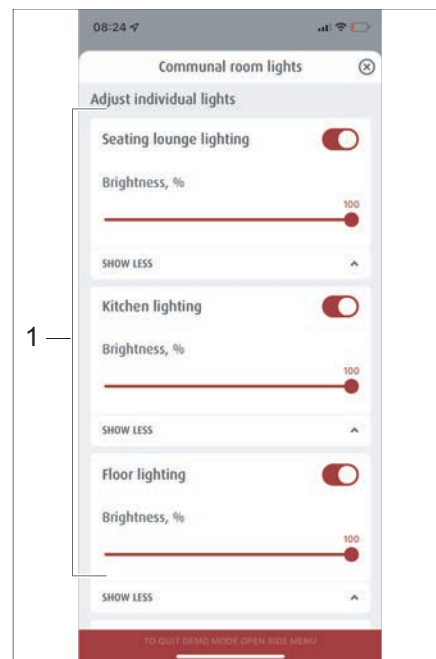 08:24
Communal room lights
Adjust individual lights
Seating lounge lighting
Brightness, %
100
SHOW LESS
1
Kitchen lighting
Brightness, %
100
SHOW LESS
Floor lighting
Brightness, %
100
SHOW LESS
TO QUIT DEMO MODE OPEN SIDE MENU